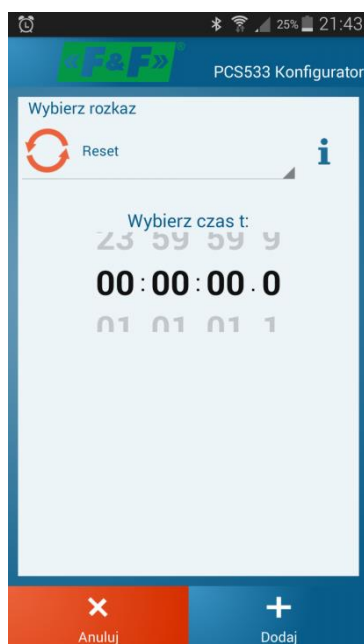 25% 21:43
«F&F»®
PCS533 Konfigurator
Wybierz rozkaz
Reset
i
Wybierz czas t:
23 59 59 9
00:00:00.0
01 01 01 1
Anuluj
Dodaj